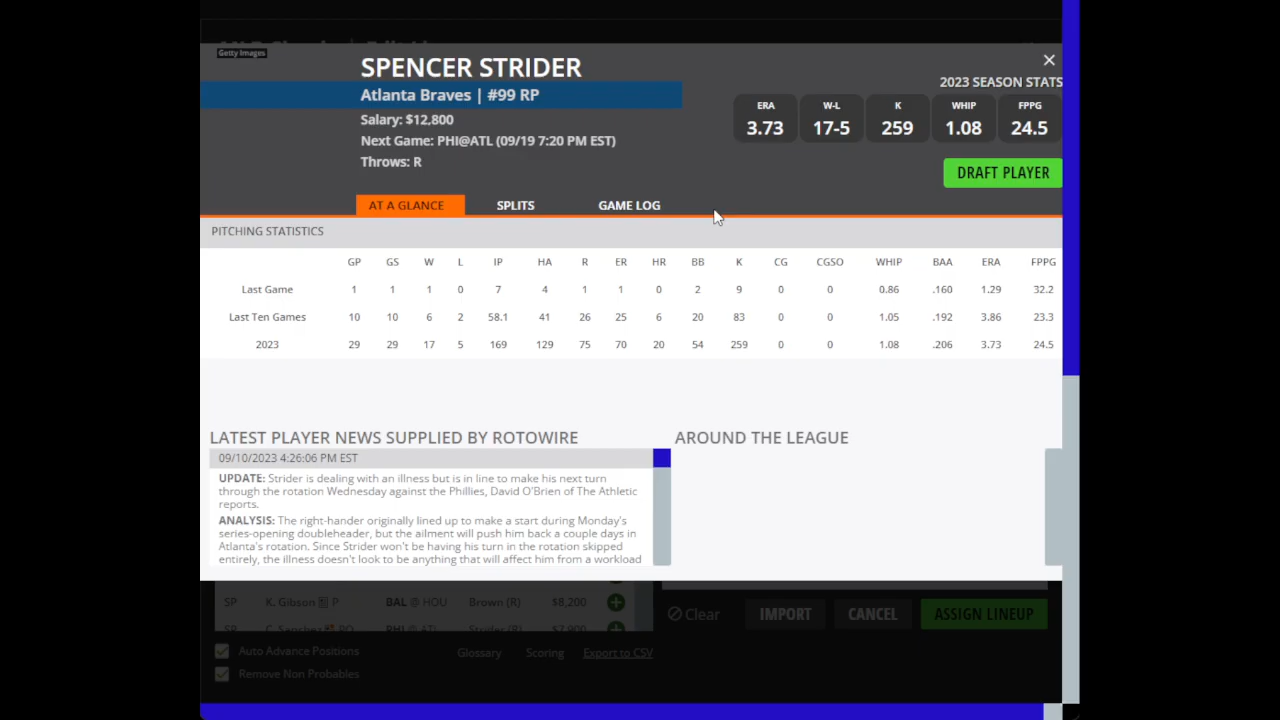 Getty Images
SPENCER STRIDER
Atlanta Braves | #99 RP
Salary: $12,800
Next Game: PHI@ATL (09/19 7:20 PM EST)
Throws: R
2023 SEASON STATS
ERA W-L K WHIP FPPG
3.73 17-5 259 1.08 24.5
DRAFT PLAYER
AT A GLANCE SPLITS GAME LOG
PITCHING STATISTICS
GP GS W L IP HA R ER HR BB K CG CGSO WHIP BAA ERA FPPG
Last Game 1 1 1 0 7 4 1 1 0 2 9 0 0 0.86 .160 1.29 32.2
Last Ten Games 10 10 6 2 58.1 41 26 25 6 20 83 0 0 1.05 .192 3.86 23.3
2023 29 29 17 5 169 129 75 70 20 54 259 0 0 1.08 .206 3.73 24.5
LATEST PLAYER NEWS SUPPLIED BY ROTOWIRE
09/10/2023 4:26:06 PM EST
UPDATE: Strider is dealing with an illness but is in line to make his next turn
through the rotation Wednesday against the Phillies, David O'Brien of The Athletic
reports.
ANALYSIS: The right-hander originally lined up to make a start during Monday's
series-opening doubleheader, but the ailment will push him back a couple days in
Atlanta's rotation. Since Strider won't be having his turn in the rotation skipped
entirely, the illness doesn't look to be anything that will affect him from a workload
AROUND THE LEAGUE
SP K. Gibson P BAL @ HOU Brown (R) $8,200
SP C. Sanchez PO PHI @ ATL Strider (R) $7,900
Clear IMPORT CANCEL ASSIGN LINEUP
Auto Advance Positions Glossary Scoring Export to CSV
Remove Non Probables